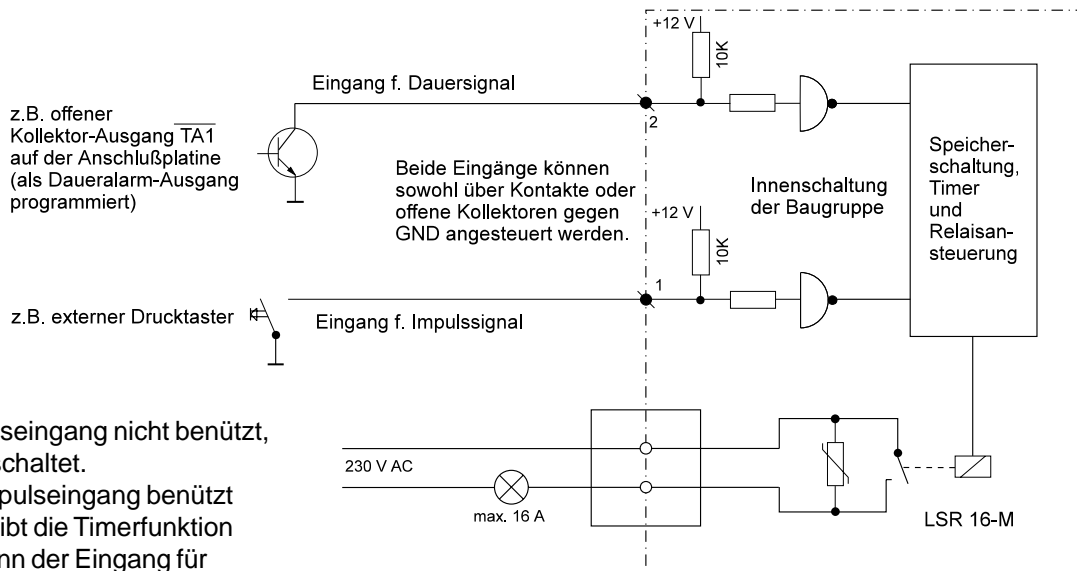 +12 V
10K
Eingang f. Dauersignal
2
z.B. offener
Kollektor-Ausgang TA1
auf der Anschlußplatine
(als Daueralarm-Ausgang
programmiert)
Beide Eingänge können
sowohl über Kontakte oder
offene Kollektoren gegen
GND angesteuert werden.
Innenschaltung
der Baugruppe
Speicher-
schaltung,
Timer
und
Relaisan-
steuerung
+12 V
10K
1
z.B. externer Drucktaster
Eingang f. Impulssignal
seingang nicht benützt,
schaltet.
pulseingang benützt
ibt die Timerfunktion
nn der Eingang für
230 V AC
max. 16 A
LSR 16-M